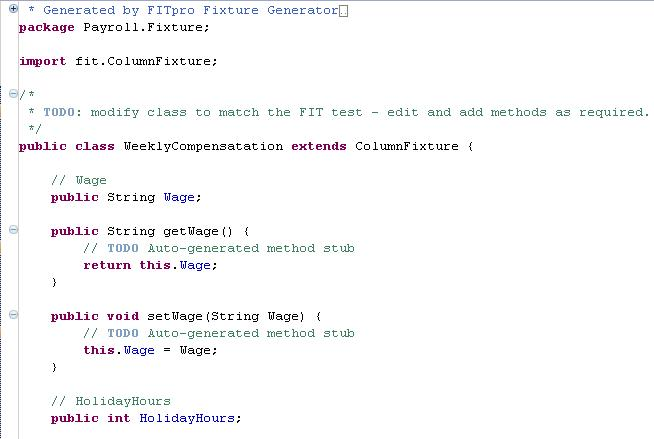 * Generated by FITpro Fixture Generator
package Payroll.Fixture;
import fit.ColumnFixture;
/*
* TODO: modify class to match the FIT test - edit and add methods as required.
*/
public class WeeklyCompensatation extends ColumnFixture {
// Wage
public String Wage;
public String getWage() {
// TODO Auto-generated method stub
return this.Wage;
}
public void setWage(String Wage) {
// TODO Auto-generated method stub
this.Wage = Wage;
}
// HolidayHours
public int HolidayHours;